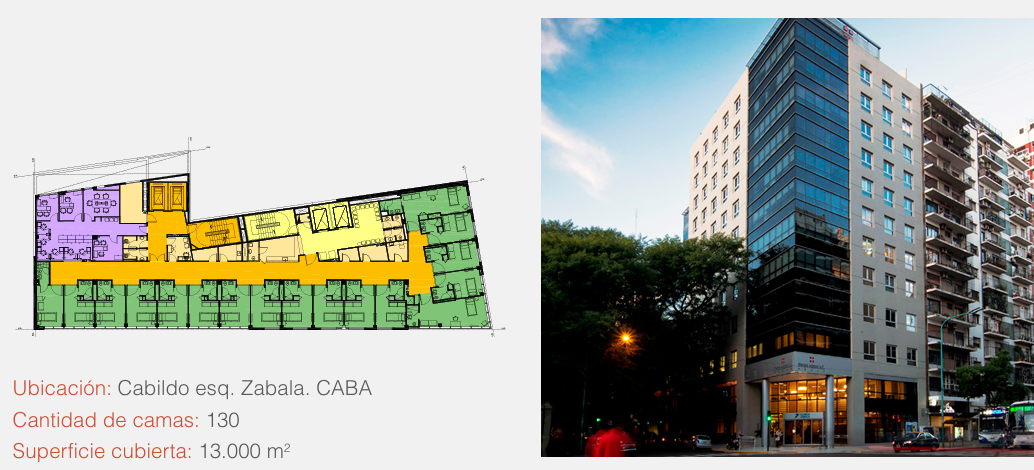 Ubicación: Cabildo esq. Zabala. CABA
Cantidad de camas: 130
Superficie cubierta: 13.000 m²